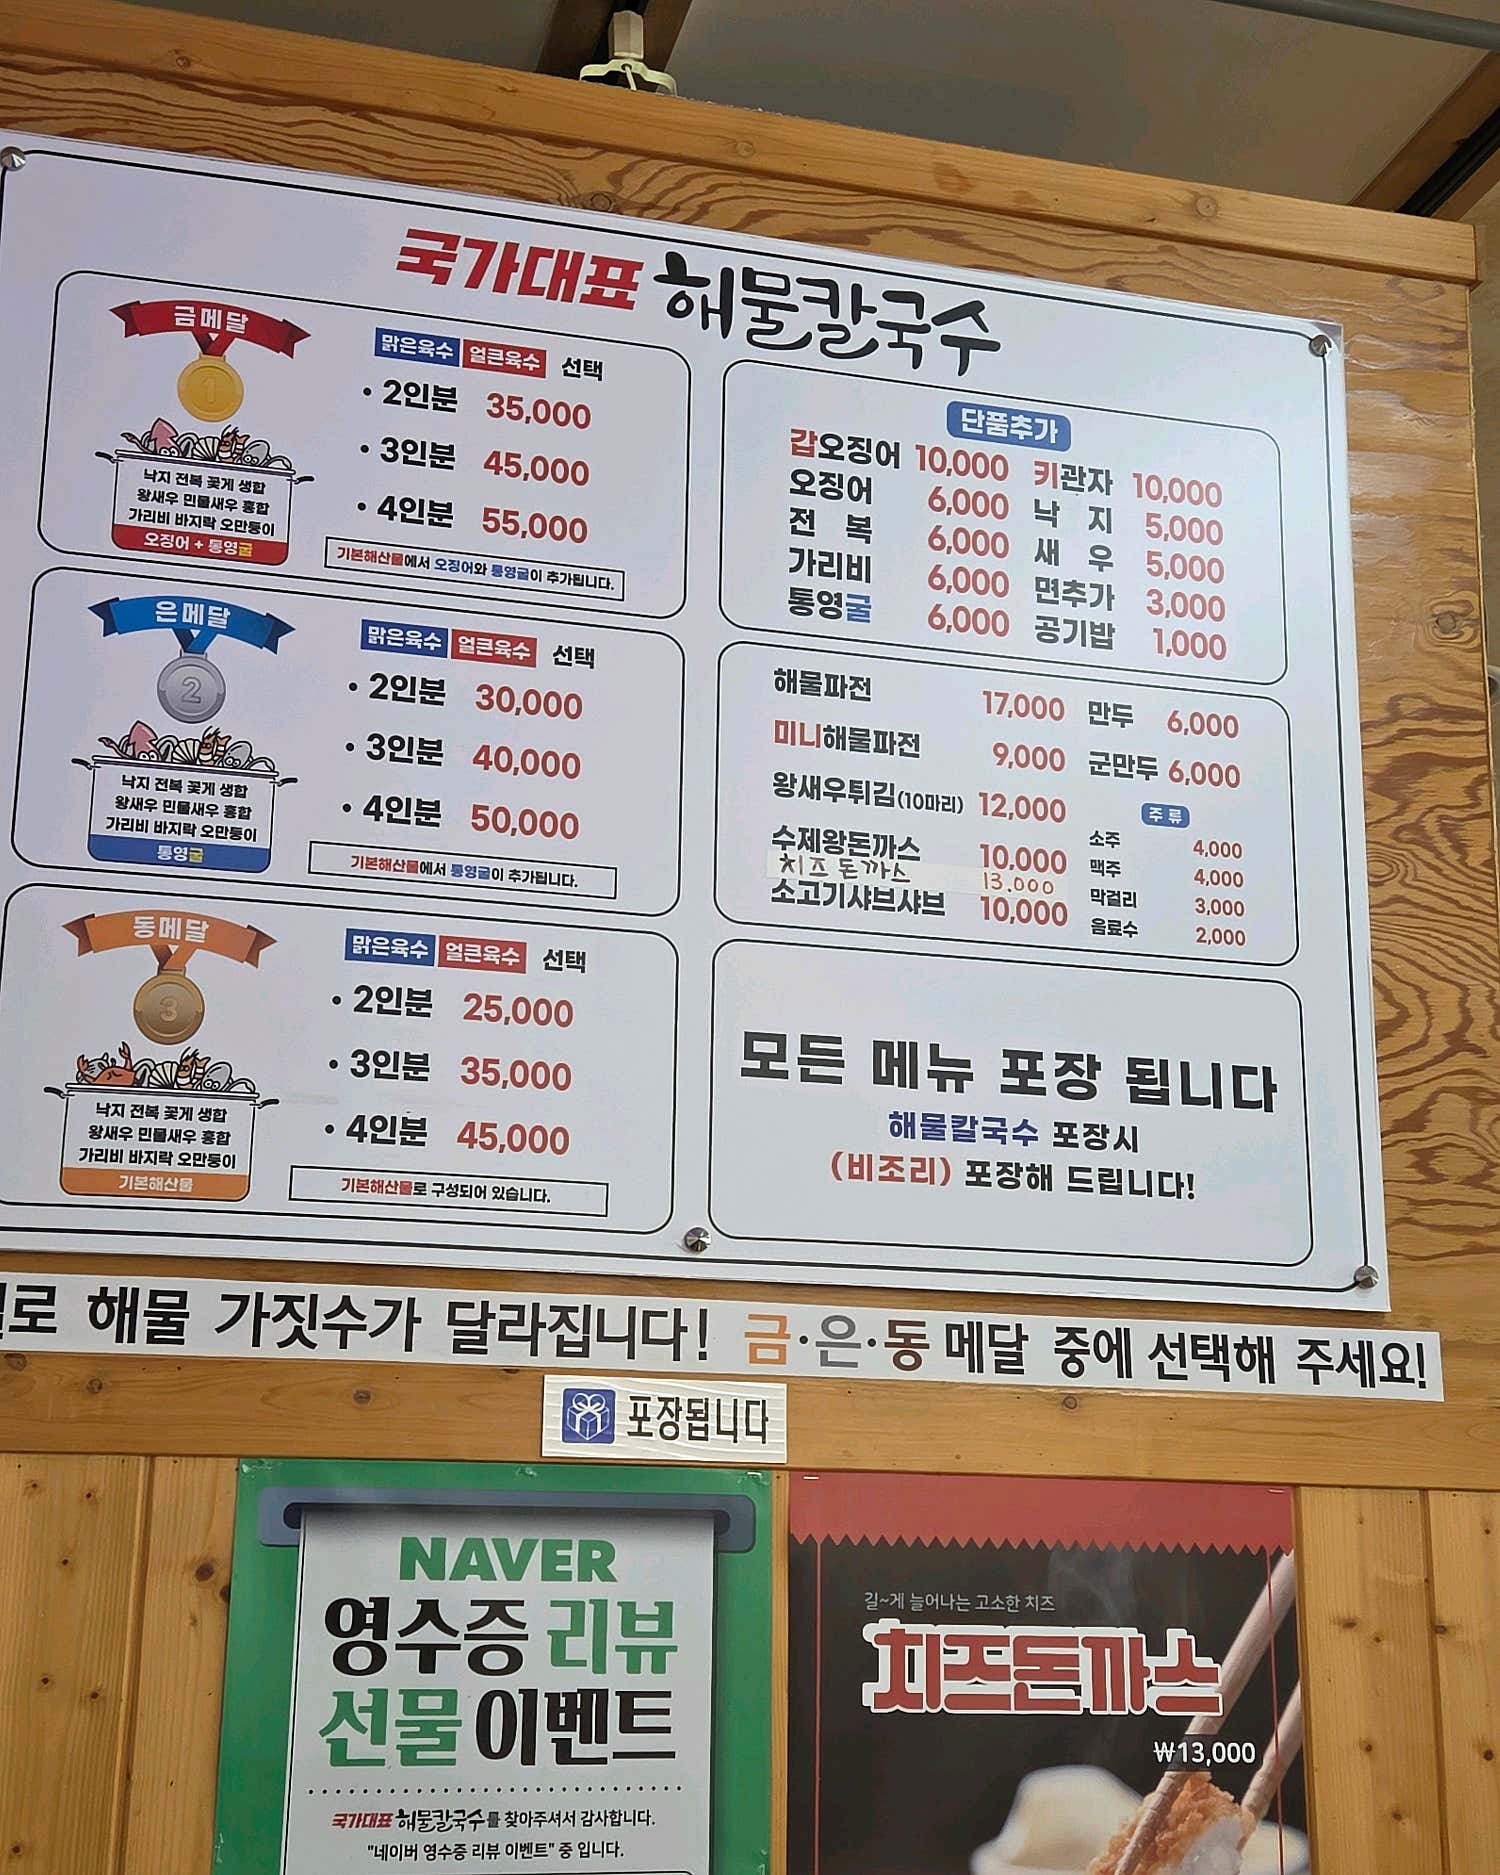 국가대표 해물칼국수
금메달
1
낙지 전복 꽃게 생합
왕새우 민물새우 홍합
가리비 바지락 오만둥이
오징어 + 통영굴
맑은육수 얼큰육수 선택
• 2인분 35,000
• 3인분 45,000
• 4인분 55,000
기본해산물에서 오징어와 통영굴이 추가됩니다.
은메달
2
낙지 전복 꽃게 생합
왕새우 민물새우 홍합
가리비 바지락 오만둥이
통영굴
맑은육수 얼큰육수 선택
• 2인분 30,000
• 3인분 40,000
• 4인분 50,000
기본해산물에서 통영굴이 추가됩니다.
동메달
3
낙지 전복 꽃게 생합
왕새우 민물새우 홍합
가리비 바지락 오만둥이
기본해산물
맑은육수 얼큰육수 선택
• 2인분 25,000
• 3인분 35,000
• 4인분 45,000
기본해산물로 구성되어 있습니다.
단품추가
갑오징어 10,000 키관자 10,000
오징어 6,000 낙 지 5,000
전 복 6,000 새 우 5,000
가리비 6,000 면추가 3,000
통영굴 6,000 공기밥 1,000
해물파전 17,000 만두 6,000
미니해물파전 9,000 군만두 6,000
왕새우튀김(10마리) 12,000
수제왕돈까스 10,000
치즈돈까스 13.000
소고기샤브샤브 10,000
주류
소주 4,000
맥주 4,000
막걸리 3,000
음료수 2,000
모든 메뉴 포장 됩니다
해물칼국수 포장시
(비조리) 포장해 드립니다!
로 해물 가짓수가 달라집니다! 금·은·동 메달 중에 선택해 주세요!
포장됩니다
NAVER
영수증 리뷰
선물 이벤트
국가대표 해물칼국수를 찾아주셔서 감사합니다.
"네이버 영수증 리뷰 이벤트" 중 입니다.
길~게 늘어나는 고소한 치즈
치즈돈까스
₩13,000